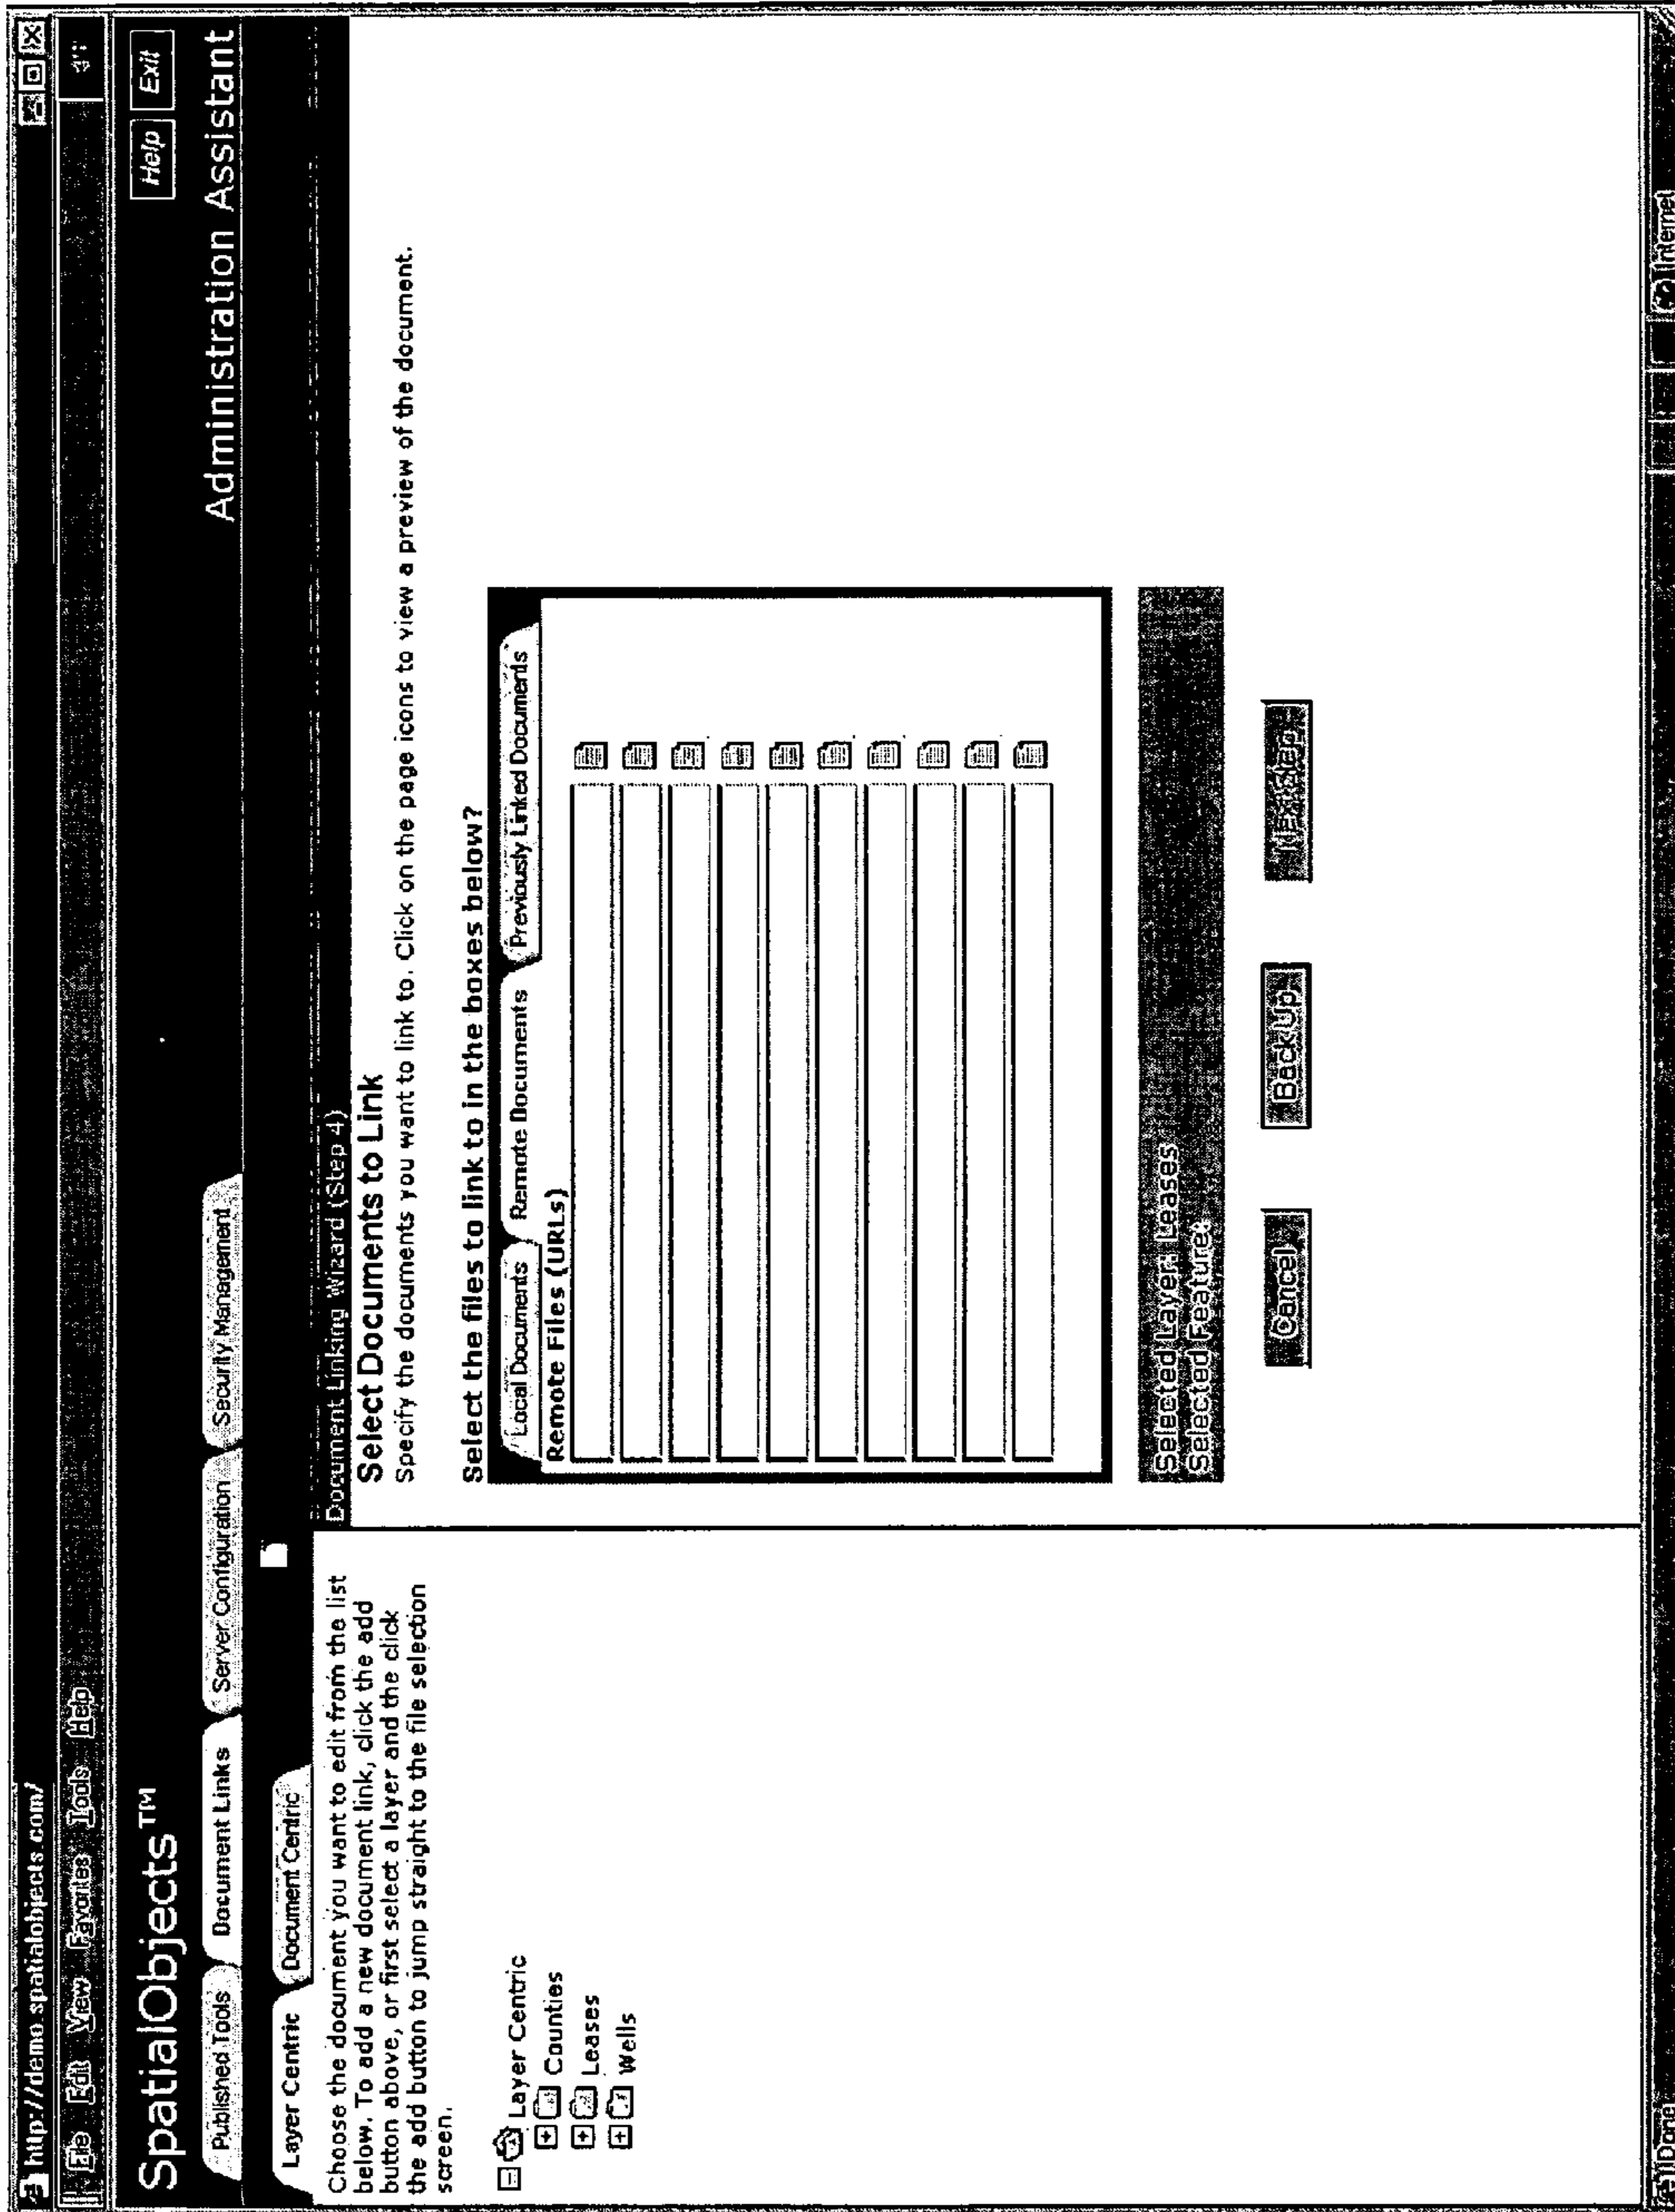 http://demo.spatialobjects.com/
File Edit View Favorites Tools Help
SpatialObjects™
Help Exit
Administration Assistant
Published Tools Document Links Server Configuration Security Management
Layer Centric Document Centric
Choose the document you want to edit from the list
below. To add a new document link, click the add
button above, or first select a layer and the click
the add button to jump straight to the file selection
screen.
Layer Centric
Counties
Leases
Wells
Document Linking Wizard (Step 4)
Select Documents to Link
Specify the documents you want to link to. Click on the page icons to view a preview of the document.
Select the files to link to in the boxes below?
Local Documents Remote Documents Previously Linked Documents
Remote Files (URLs)
Selected Layer: Leases
Selected Feature:
Cancel Back Up Next Step
Done Internet